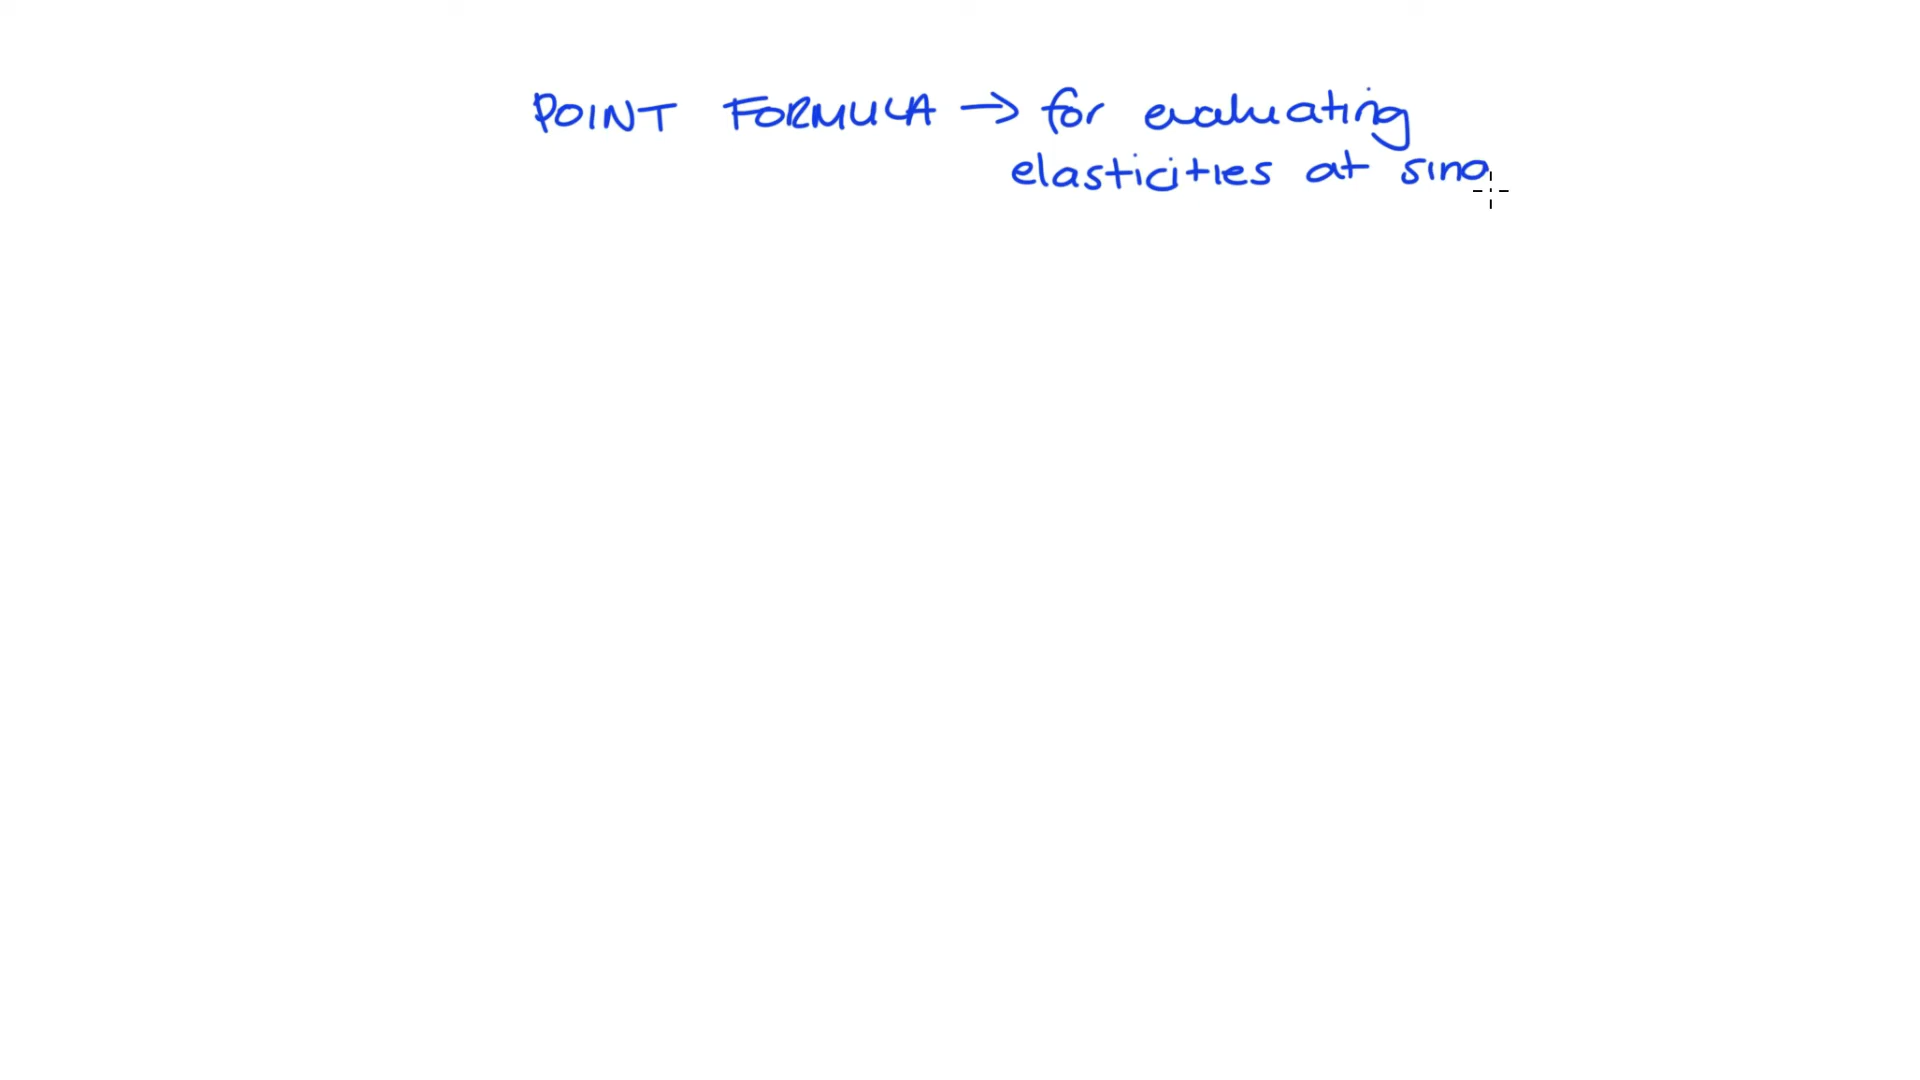 POINT FORMULA → for evaluating
elasticities at sing